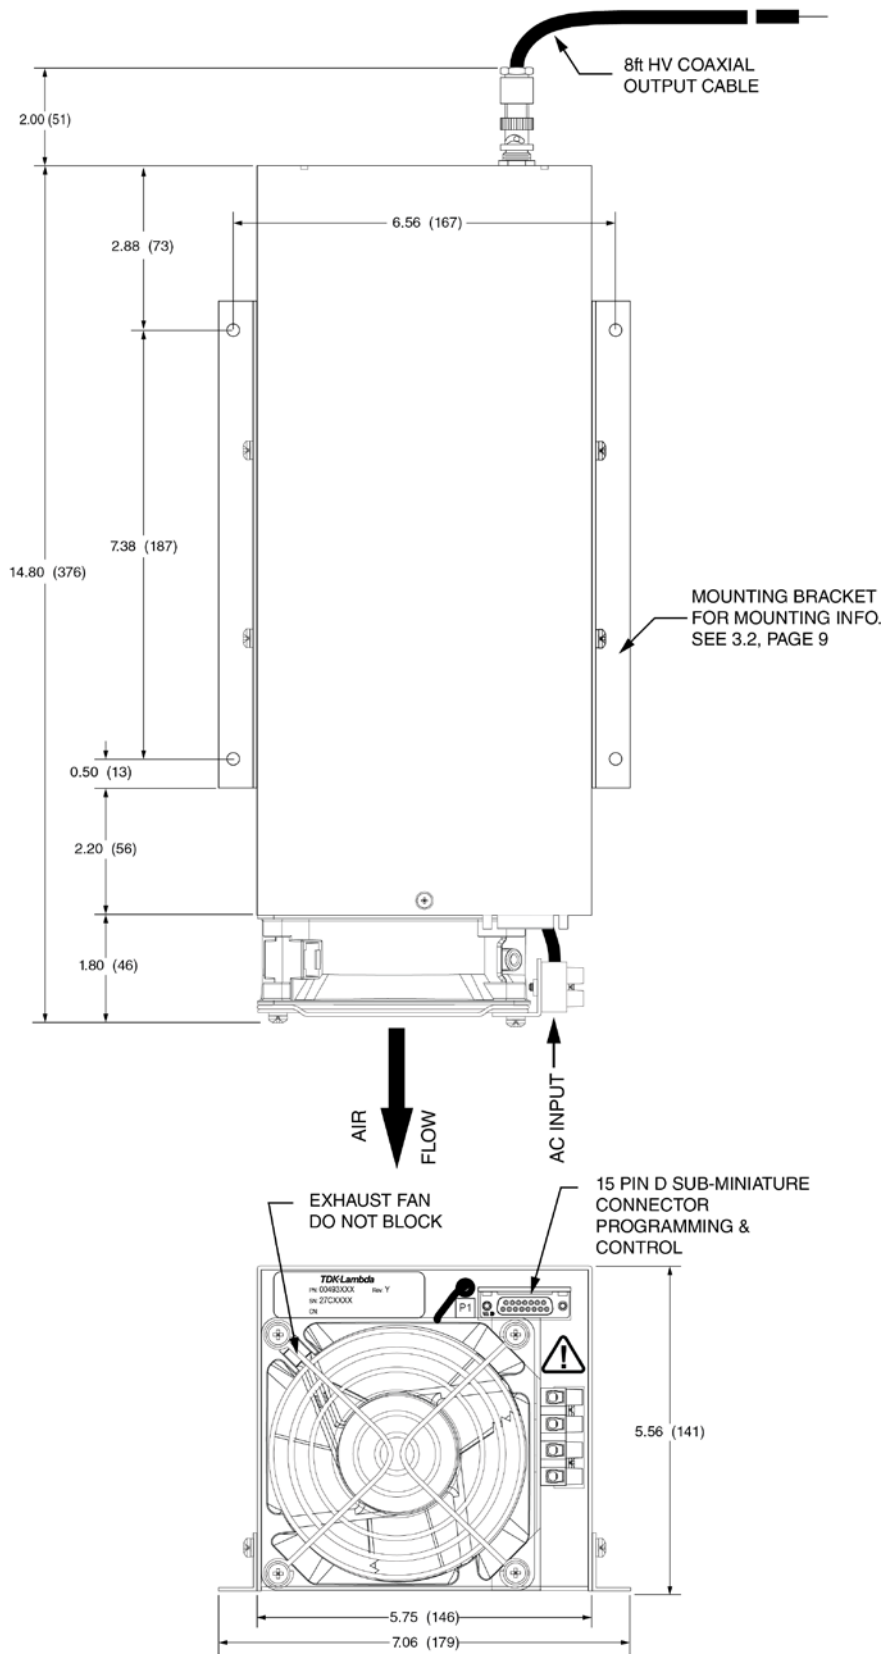 8ft HV COAXIAL
OUTPUT CABLE
2.00 (51)
6.56 (167)
2.88 (73)
7.38 (187)
14.80 (376)
MOUNTING BRACKET
FOR MOUNTING INFO.
SEE 3.2, PAGE 9
0.50 (13)
2.20 (56)
1.80 (46)
AIR
FLOW
AC INPUT
EXHAUST FAN
DO NOT BLOCK
15 PIN D SUB-MINIATURE
CONNECTOR
PROGRAMMING &
CONTROL
TDK-Lambda
PN: 00493XXX Rev: Y
SN: 27CXXXX
CN
P1
!
5.56 (141)
5.75 (146)
7.06 (179)